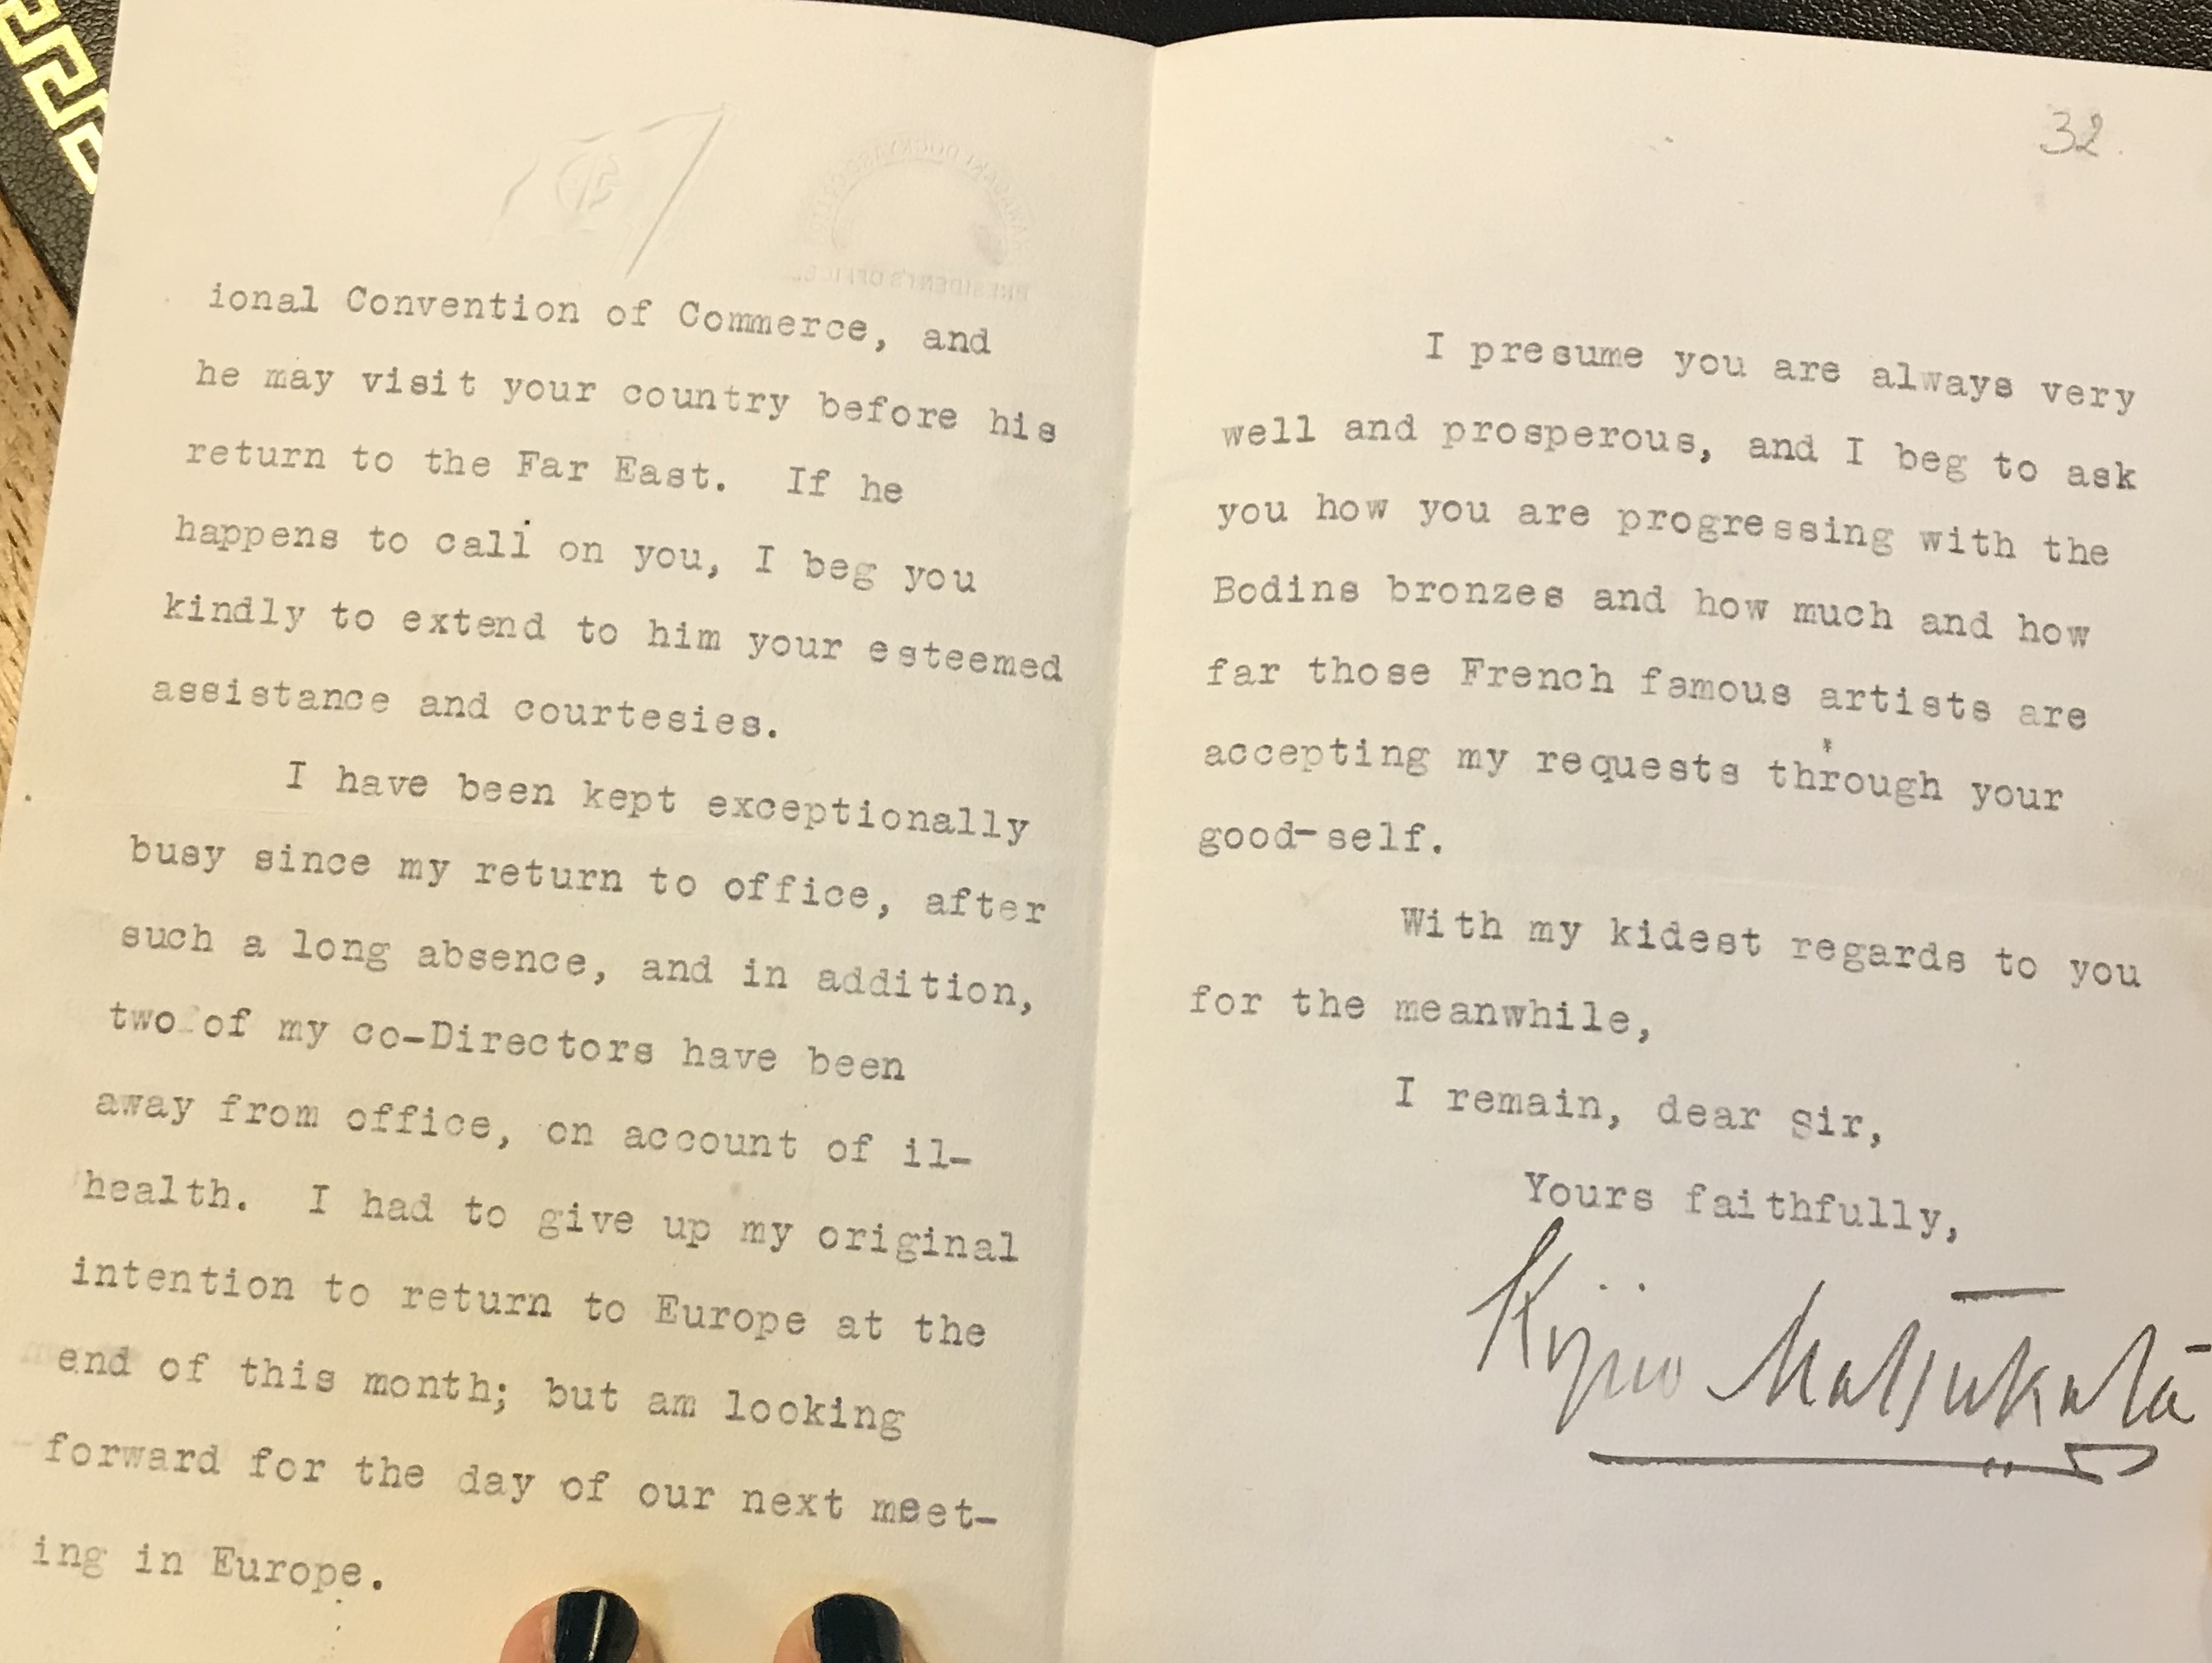 ional Convention of Commerce, and
he may visit your country before his
return to the Far East. If he
happens to call on you, I beg you
kindly to extend to him your esteemed
assistance and courtesies.
I have been kept exceptionally
busy since my return to office, after
such a long absence, and in addition,
two of my co-Directors have been
away from office, on account of il-
health. I had to give up my original
intention to return to Europe at the
end of this month; but am looking
forward for the day of our next meet-
ing in Europe.
32.
I presume you are always very
well and prosperous, and I beg to ask
you how you are progressing with the
Bodins bronzes and how much and how
far those French famous artists are
accepting my requests through your
good-self.
With my kidest regards to you
for the meanwhile,
I remain, dear Sir,
Yours faithfully,
Kojiro Matsukata